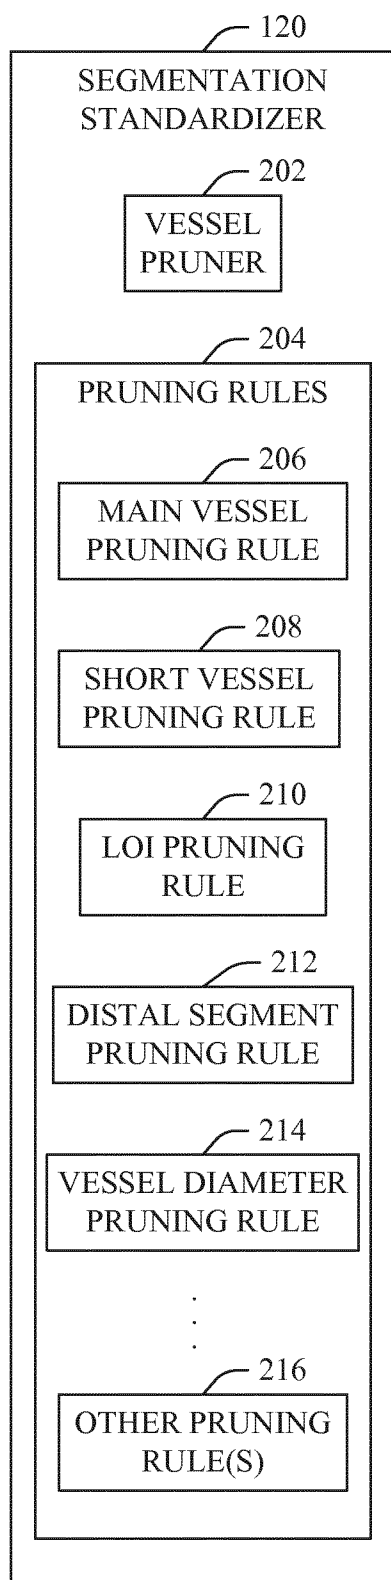 120
SEGMENTATION
STANDARDIZER
202
VESSEL
PRUNER
204
PRUNING RULES
206
MAIN VESSEL
PRUNING RULE
208
SHORT VESSEL
PRUNING RULE
210
LOI PRUNING
RULE
212
DISTAL SEGMENT
PRUNING RULE
214
VESSEL DIAMETER
PRUNING RULE
216
OTHER PRUNING
RULE(S)